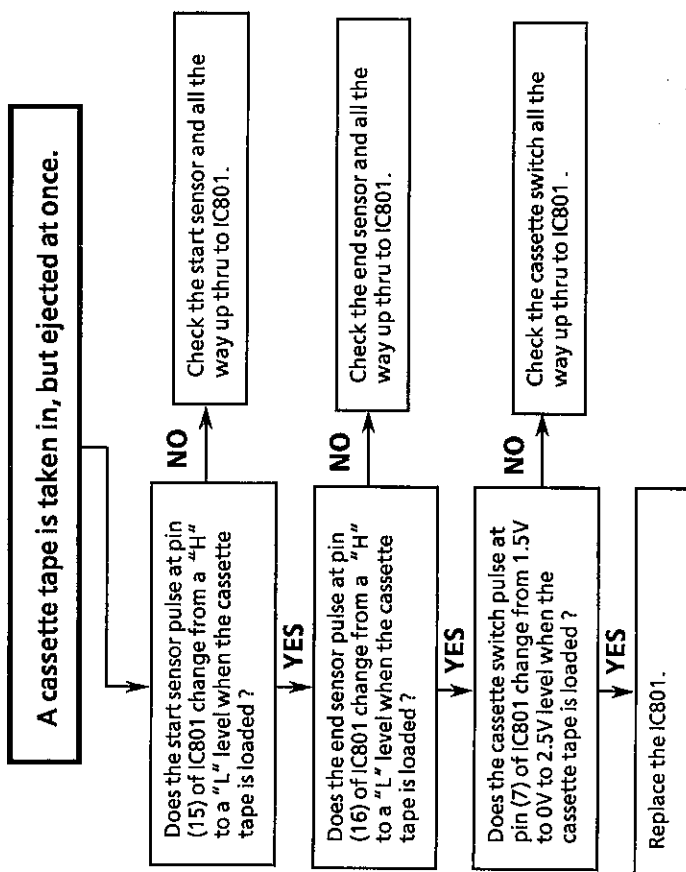 A cassette tape is taken in, but ejected at once.
Does the start sensor pulse at pin
(15) of IC801 change from a "H"
to a "L" level when the cassette
tape is loaded ?
NO
Check the start sensor and all the
way up thru to IC801.
YES
Does the end sensor pulse at pin
(16) of IC801 change from a "H"
to a "L" level when the cassette
tape is loaded ?
NO
Check the end sensor and all the
way up thru to IC801.
YES
Does the cassette switch pulse at
pin (7) of IC801 change from 1.5V
to 0V to 2.5V level when the
cassette tape is loaded ?
NO
Check the cassette switch all the
way up thru to IC801 .
YES
Replace the IC801.